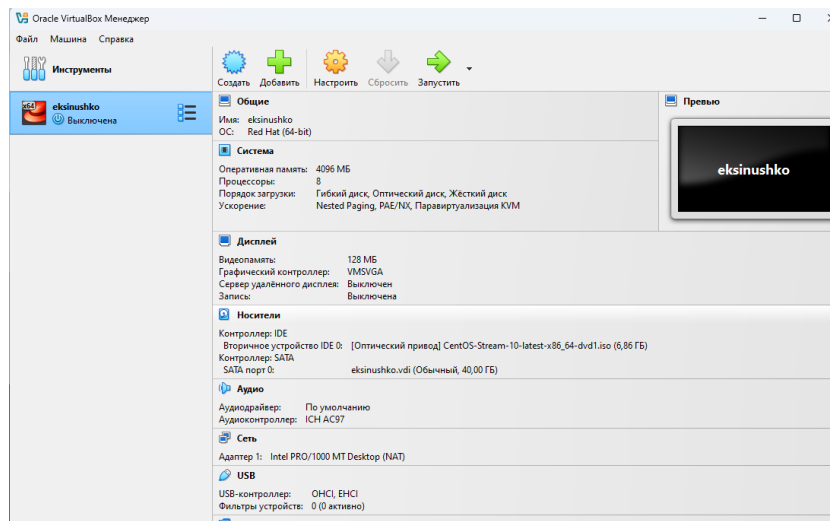 Oracle VirtualBox Менеджер
Файл Машина Справка
Инструменты
Создать Добавить Настроить Сбросить Запустить
x64
eksinushko
Выключена
Общие
Имя: eksinushko
ОС: Red Hat (64-bit)
Система
Оперативная память: 4096 МБ
Процессоры: 8
Порядок загрузки: Гибкий диск, Оптический диск, Жёсткий диск
Ускорение: Nested Paging, PAE/NX, Паравиртуализация KVM
Превью
eksinushko
Дисплей
Видеопамять: 128 МБ
Графический контроллер: VMSVGA
Сервер удалённого дисплея: Выключен
Запись: Выключена
Носители
Контроллер: IDE
Вторичное устройство IDE 0: [Оптический привод] CentOS-Stream-10-latest-x86_64-dvd1.iso (6,86 ГБ)
Контроллер: SATA
SATA порт 0: eksinushko.vdi (Обычный, 40,00 ГБ)
Аудио
Аудиодрайвер: По умолчанию
Аудиоконтроллер: ICH AC97
Сеть
Адаптер 1: Intel PRO/1000 MT Desktop (NAT)
USB
USB-контроллер: OHCI, EHCI
Фильтры устройств: 0 (0 активно)